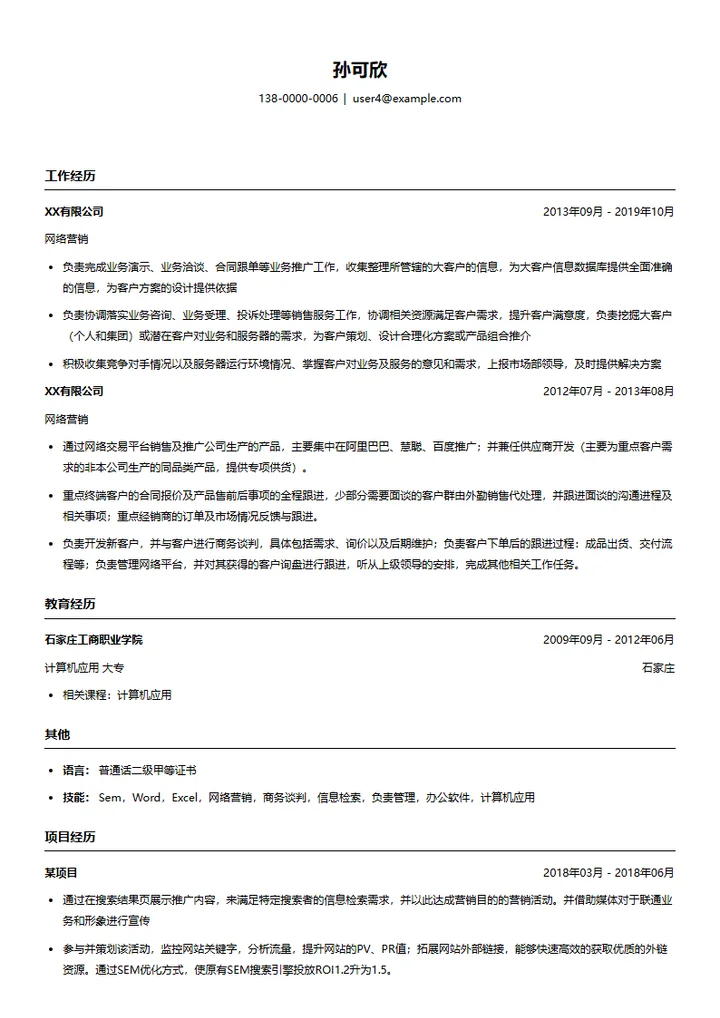 孙可欣
138-0000-0006 | user4@example.com
工作经历
XX有限公司 2013年09月 - 2019年10月
网络营销
• 负责完成业务演示、业务洽谈、合同跟单等业务推广工作，收集整理所管辖的大客户的信息，为大客户信息数据库提供全面准确
的信息，为客户方案的设计提供依据
• 负责协调落实业务咨询、业务受理、投诉处理等销售服务工作，协调相关资源满足客户需求，提升客户满意度，负责挖掘大客户
（个人和集团）或潜在客户对业务和服务器的需求，为客户策划、设计合理化方案或产品组合推介
• 积极收集竞争对手情况以及服务器运行环境情况、掌握客户对业务及服务的意见和需求，上报市场部领导，及时提供解决方案
XX有限公司 2012年07月 - 2013年08月
网络营销
• 通过网络交易平台销售及推广公司生产的产品，主要集中在阿里巴巴、慧聪、百度推广；并兼任供应商开发（主要为重点客户需
求的非本公司生产的同品类产品，提供专项供货）。
• 重点终端客户的合同报价及产品售前后事项的全程跟进，少部分需要面谈的客户群由外勤销售代处理，并跟进面谈的沟通进程及
相关事项；重点经销商的订单及市场情况反馈与跟进。
• 负责开发新客户，并与客户进行商务谈判，具体包括需求、询价以及后期维护；负责客户下单后的跟进过程：成品出货、交付流
程等；负责管理网络平台，并对其获得的客户询盘进行跟进，听从上级领导的安排，完成其他相关工作任务。
教育经历
石家庄工商职业学院 2009年09月 - 2012年06月
计算机应用 大专 石家庄
• 相关课程：计算机应用
其他
• 语言： 普通话二级甲等证书
• 技能： Sem，Word，Excel，网络营销，商务谈判，信息检索，负责管理，办公软件，计算机应用
项目经历
某项目 2018年03月 - 2018年06月
• 通过在搜索结果页展示推广内容，来满足特定搜索者的信息检索需求，并以此达成营销目的的营销活动。并借助媒体对于联通业
务和形象进行宣传
• 参与并策划该活动，监控网站关键字，分析流量，提升网站的PV、PR值；拓展网站外部链接，能够快速高效的获取优质的外链
资源。通过SEM优化方式，使原有SEM搜索引擎投放ROI1.2升为1.5。